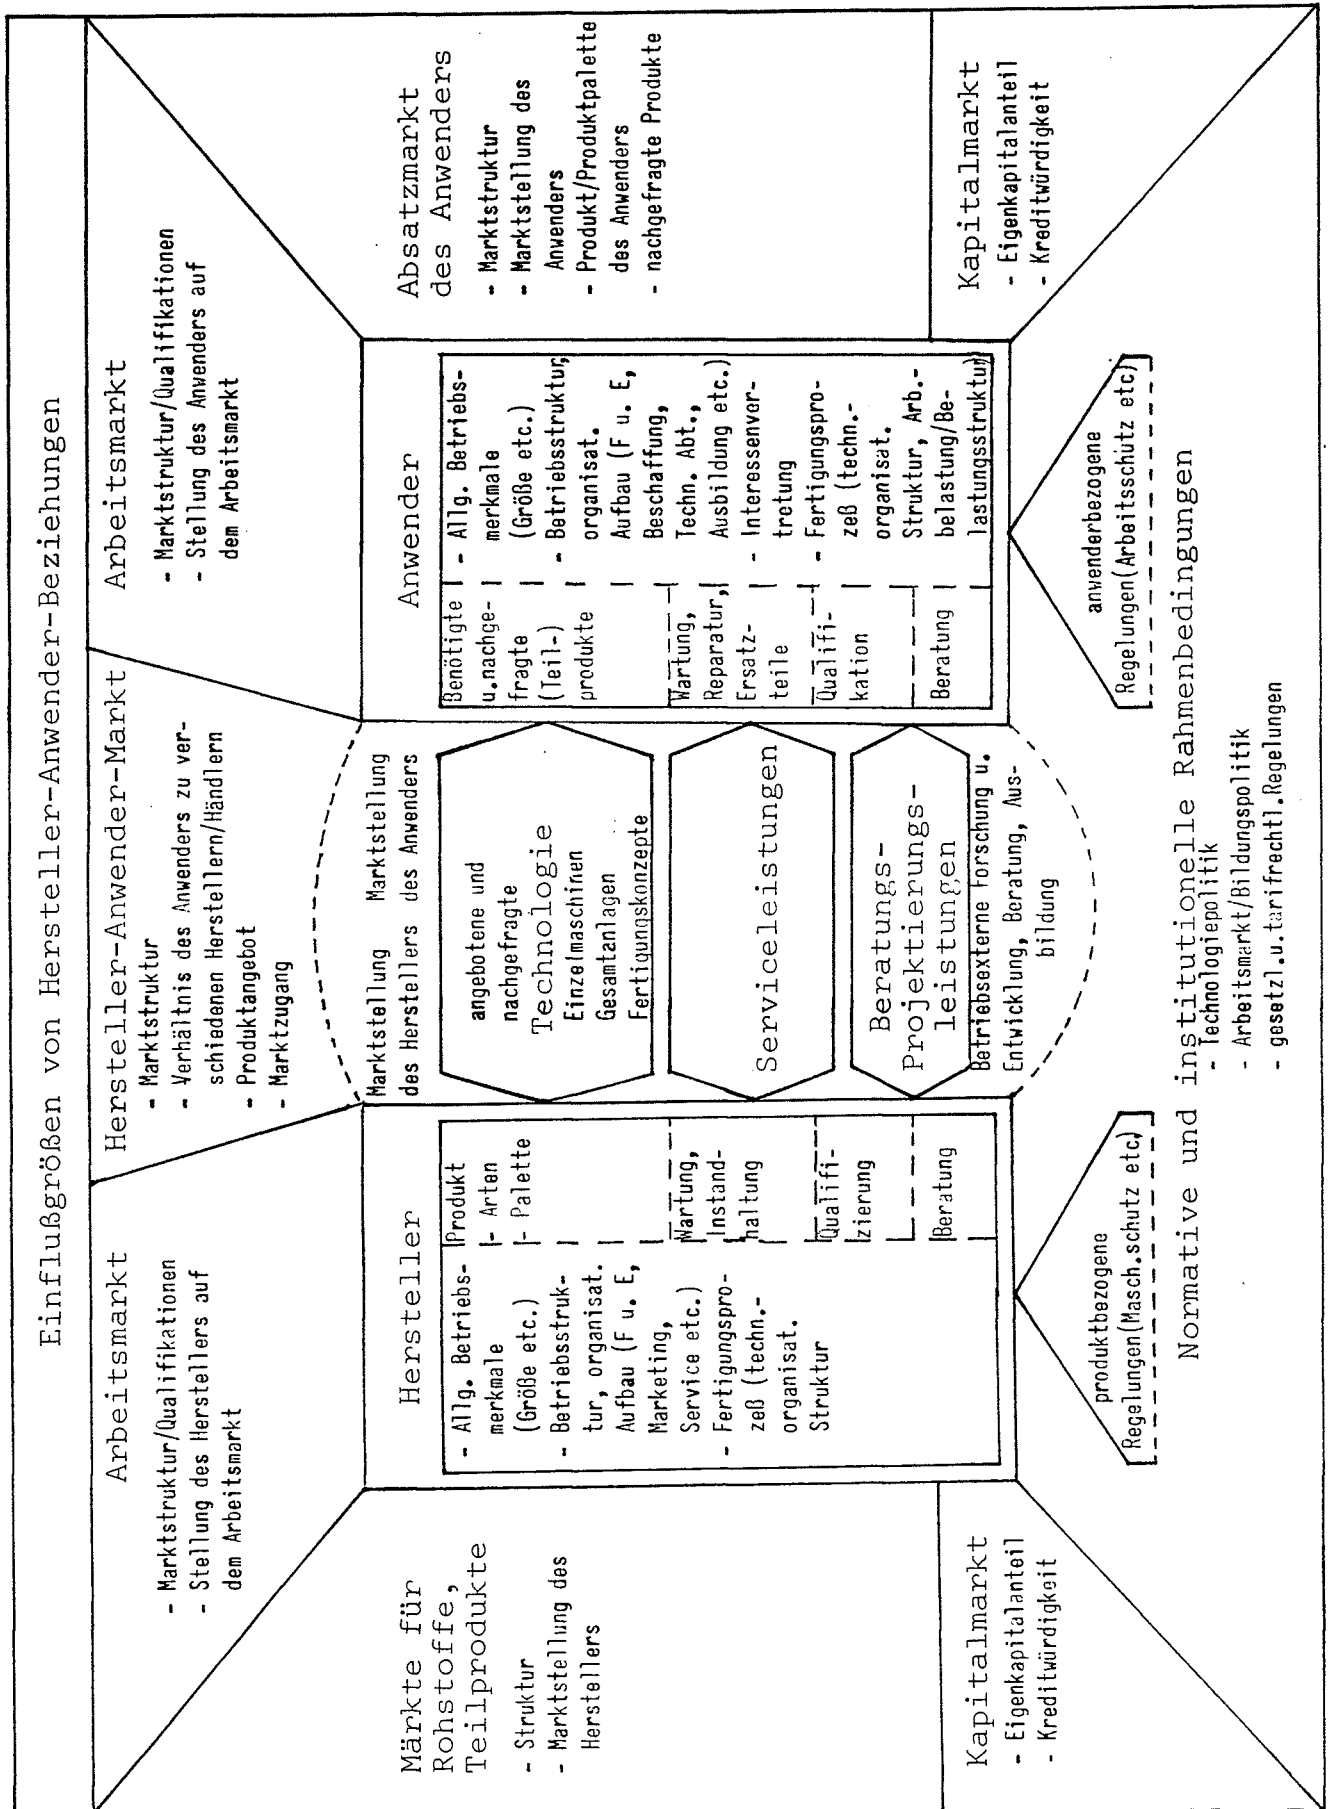 Einflußgrößen von Hersteller-Anwender-Beziehungen
Arbeitsmarkt
- Marktstruktur/Qualifikationen
- Stellung des Herstellers auf
dem Arbeitsmarkt
Hersteller-Anwender-Markt
- Marktstruktur
- Verhältnis des Anwenders zu ver-
schiedenen Herstellern/Händlern
- Produktangebot
- Marktzugang
Arbeitsmarkt
- Marktstruktur/Qualifikationen
- Stellung des Anwenders auf
dem Arbeitsmarkt
Märkte für
Rohstoffe,
Teilprodukte
- Struktur
- Marktstellung des
Herstellers
Kapitalmarkt
- Eigenkapitalanteil
- Kreditwürdigkeit
Hersteller
- Allg. Betriebs-
merkmale
(Größe etc.)
- Betriebsstruk-
tur, organisat.
Aufbau (F u. E,
Marketing,
Service etc.)
- Fertigungspro-
zeß (techn.-
organisat.
Struktur
Produkt
- Arten
- Palette
Wartung,
Instand-
haltung
Qualifi-
zierung
Beratung
Marktstellung
des Herstellers
Marktstellung
des Anwenders
angebotene und
nachgefragte
Technologie
Einzelmaschinen
Gesamtanlagen
Fertigungskonzepte
Serviceleistungen
Beratungs-
Projektierungs-
leistungen
Betriebsexterne Forschung u.
Entwicklung, Beratung, Aus-
bildung
Anwender
Benötigte
u.nachge-
fragte
(Teil-)
produkte
Wartung,
Reparatur,
Ersatz-
teile
Qualifi-
kation
Beratung
- Allg. Betriebs-
merkmale
(Größe etc.)
- Betriebsstruktur,
organisat.
Aufbau (F u. E,
Beschaffung,
Techn. Abt.,
Ausbildung etc.)
- Interessenver-
tretung
- Fertigungspro-
zeß (techn.-
organisat.
Struktur, Arb.-
belastung/Be-
lastungsstruktur)
Absatzmarkt
des Anwenders
- Marktstruktur
- Marktstellung des
Anwenders
- Produkt/Produktpalette
des Anwenders
- nachgefragte Produkte
Kapitalmarkt
- Eigenkapitalanteil
- Kreditwürdigkeit
produktbezogene
Regelungen(Masch.schutz etc)
anwenderbezogene
Regelungen(Arbeitsschutz etc)
Normative und institutionelle Rahmenbedingungen
- Technologiepolitik
- Arbeitsmarkt/Bildungspolitik
- gesetzl.u.tarifrechtl.Regelungen